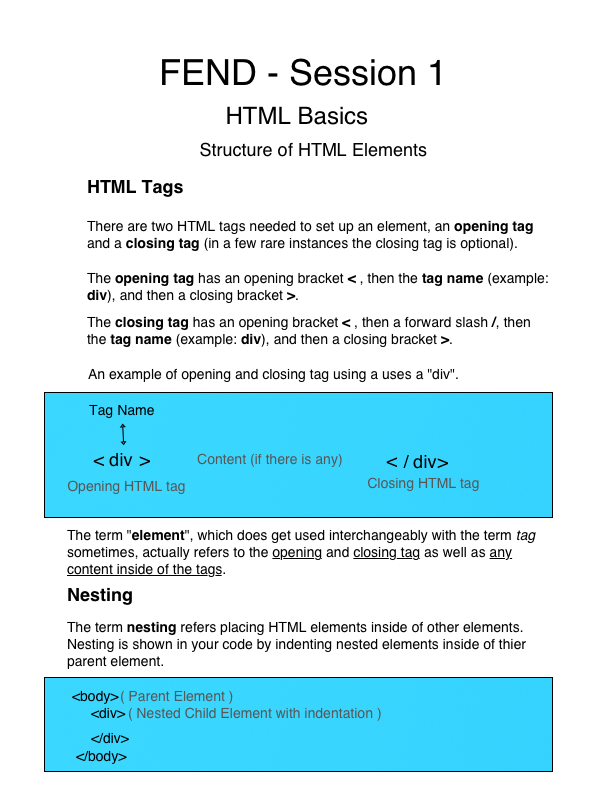 FEND - Session 1
HTML Basics
Structure of HTML Elements
HTML Tags
There are two HTML tags needed to set up an element, an opening tag
and a closing tag (in a few rare instances the closing tag is optional).
The opening tag has an opening bracket < , then the tag name (example:
div), and then a closing bracket >.
The closing tag has an opening bracket < , then a forward slash /, then
the tag name (example: div), and then a closing bracket >.
An example of opening and closing tag using a uses a "div".
Tag Name
< div > Content (if there is any) < / div>
Opening HTML tag Closing HTML tag
The term "element", which does get used interchangeably with the term tag
sometimes, actually refers to the opening and closing tag as well as any
content inside of the tags.
Nesting
The term nesting refers placing HTML elements inside of other elements.
Nesting is shown in your code by indenting nested elements inside of thier
parent element.
<body> ( Parent Element )
<div> ( Nested Child Element with indentation )
</div>
</body>